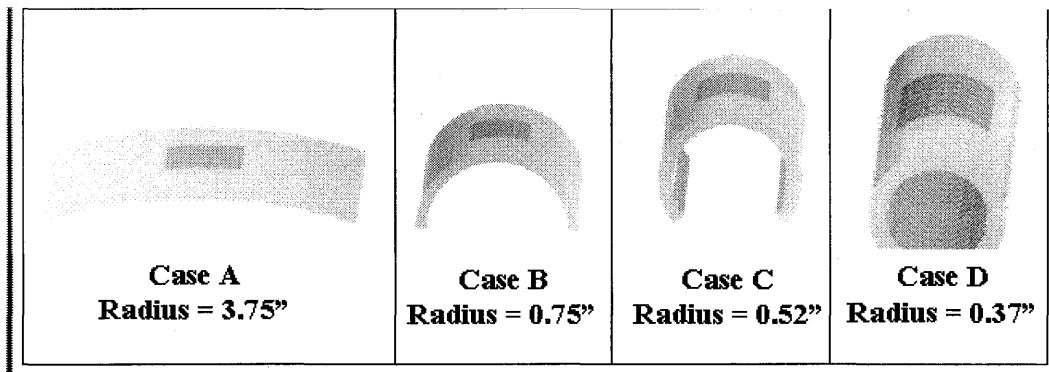 Case A
Radius = 3.75”
Case B
Radius = 0.75”
Case C
Radius = 0.52”
Case D
Radius = 0.37”